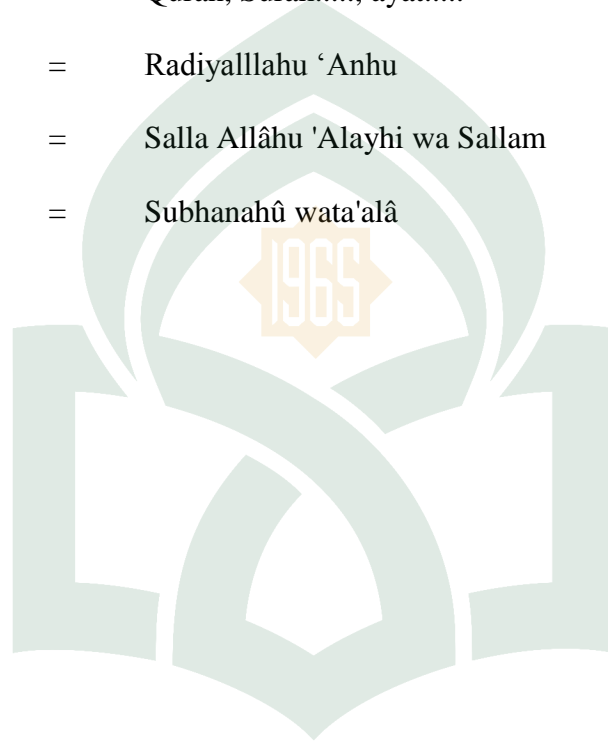 = Radiyalllahu ‘Anhu
= Salla Allâhu 'Alayhi wa Sallam
= Subhanahû wata'alâ
1965